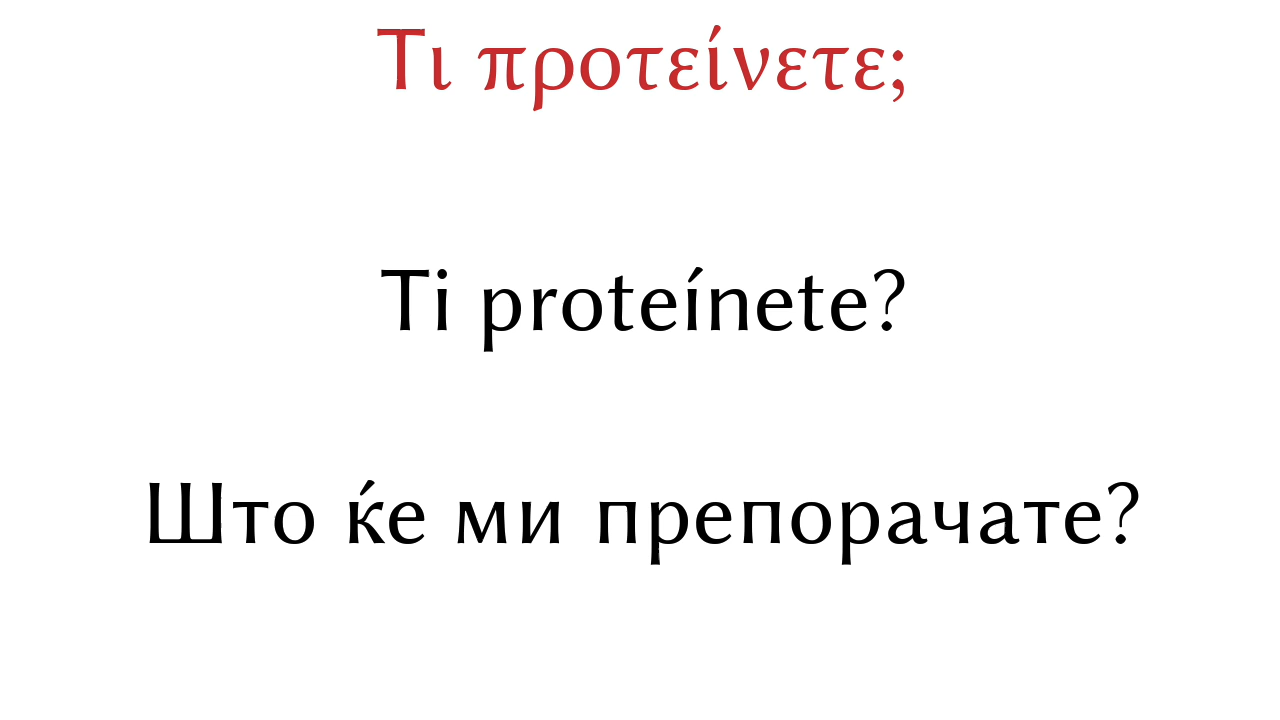 Τι προτείνετε;
Ti proteínete?
Што ќе ми препорачате?